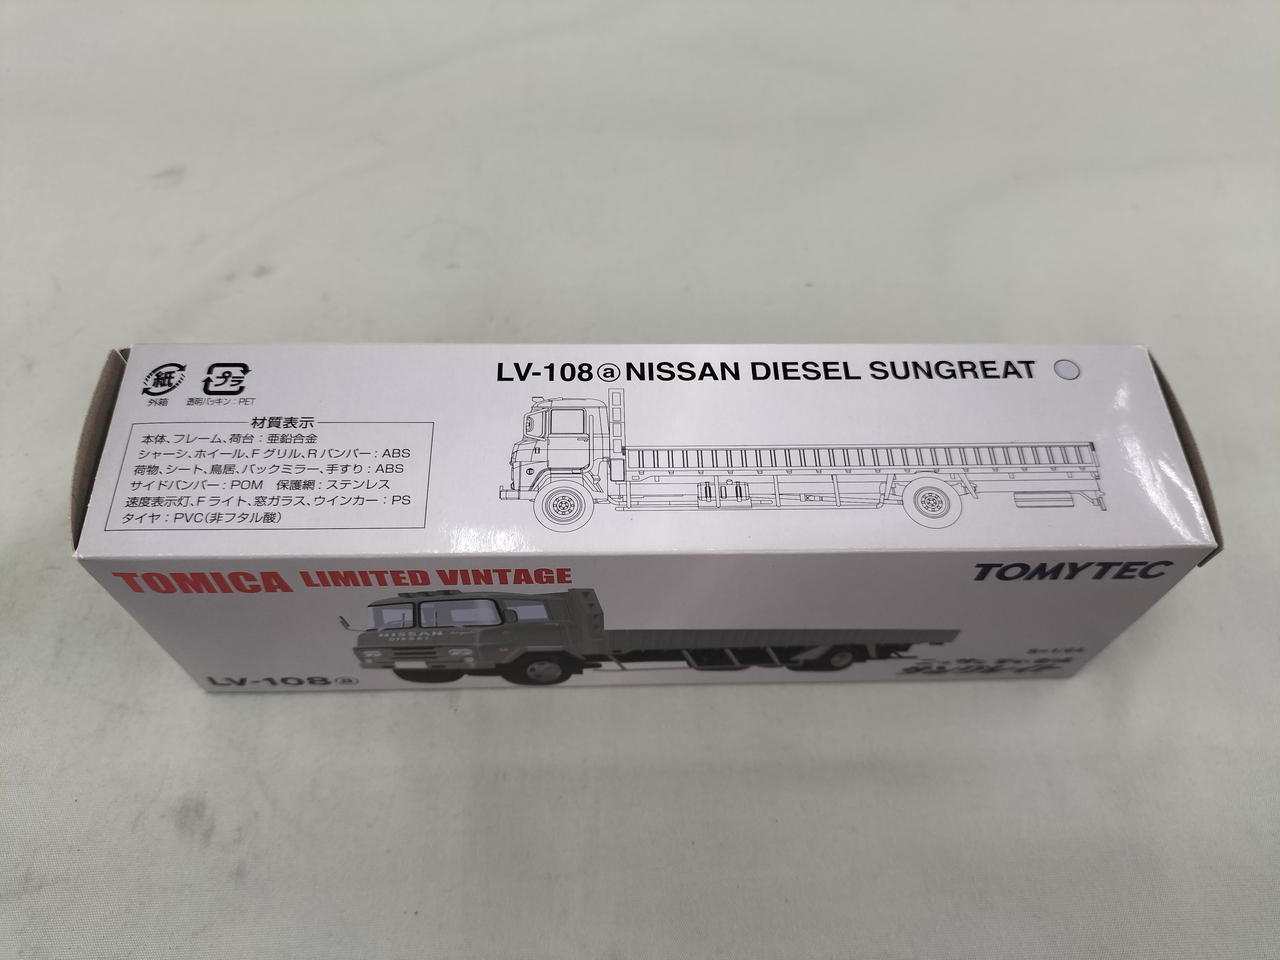 LV-108ⓐNISSAN DIESEL SUNGREAT
紙
プラ
外箱
透明パッキン：PET
材質表示
本体、フレーム、荷台：亜鉛合金
シャーシ、ホイール、Fグリル、Rバンパー：ABS
荷物、シート、鳥居、バックミラー、手すり：ABS
サイドバンパー：POM 保護網：ステンレス
速度表示灯、Fライト、窓ガラス、ウインカー：PS
タイヤ：PVC（非フタル酸）
TOMICA LIMITED VINTAGE
TOMYTEC
NISSAN
DIESEL
LV-108ⓐ